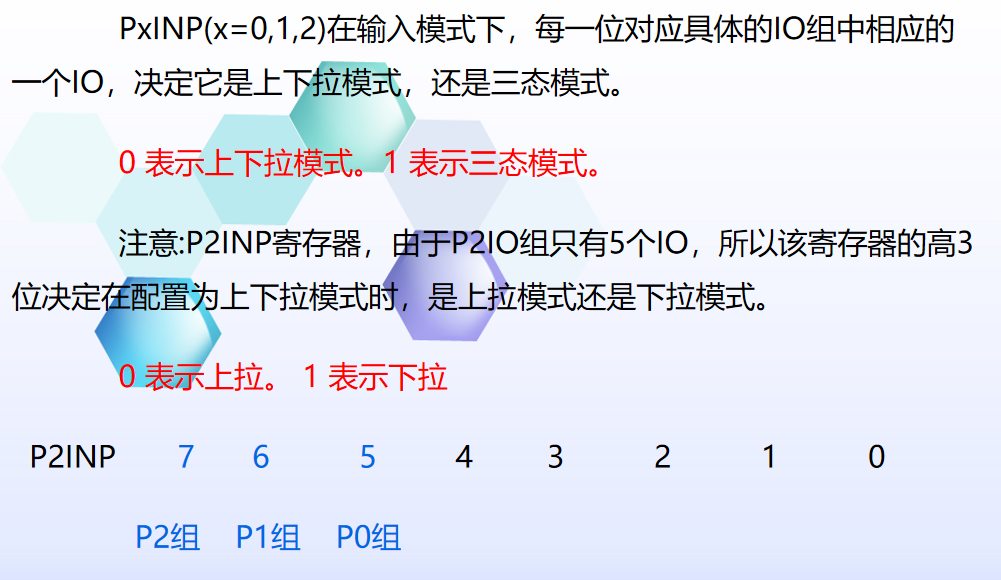 PxINP(x=0,1,2)在输入模式下，每一位对应具体的IO组中相应的
一个IO，决定它是上下拉模式，还是三态模式。
0 表示上下拉模式。1 表示三态模式。
注意:P2INP寄存器，由于P2IO组只有5个IO，所以该寄存器的高3
位决定在配置为上下拉模式时，是上拉模式还是下拉模式。
0 表示上拉。 1 表示下拉
P2INP 7 6 5 4 3 2 1 0
P2组 P1组 P0组